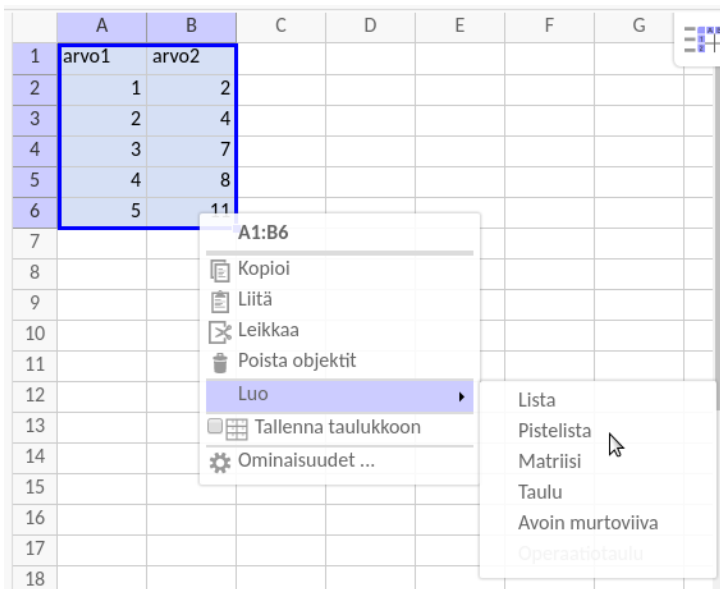 A B C D E F G
1 arvo1 arvo2
2 1 2
3 2 4
4 3 7
5 4 8
6 5 11
7 A1:B6
8 Kopioi
9 Liitä
10 Leikkaa
11 Poista objektit
12 Luo Lista
13 Tallenna taulukkoon Pistelista
14 Ominaisuudet ... Matriisi
15 Taulu
16 Avoin murtoviiva
17 Operaatiotaulu
18